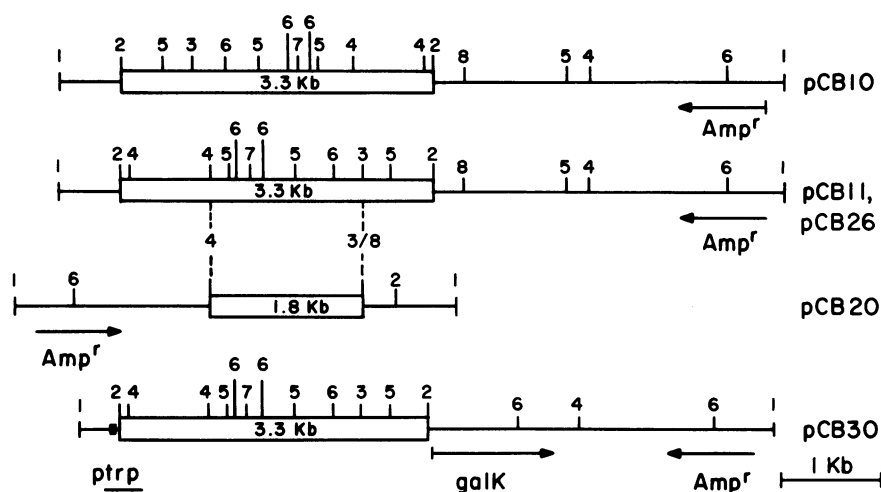 6 6
1 2 5 3 6 5 7 5 4 4 2 8 5 4 6 1
3.3 Kb
pCB10
Ampr
6 6
1 2 4 4 5 7 5 6 3 5 2 8 5 4 6 1
3.3 Kb
pCB11,
pCB26
Ampr
4 3/8
1 6 2 1
1.8 Kb
pCB20
Ampr
6 6
1 2 4 4 5 7 5 6 3 5 2 6 4 6 1
3.3 Kb
pCB30
ptrp galK Ampr 1 Kb